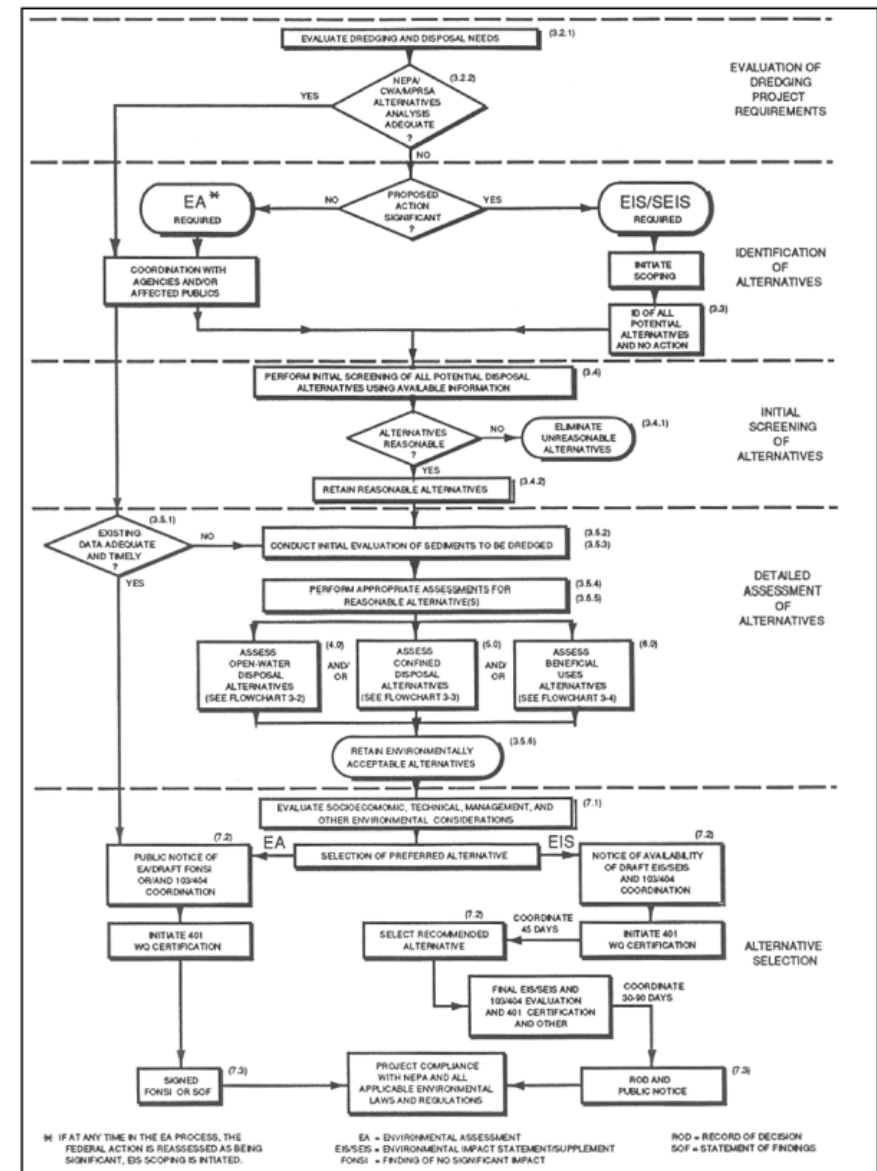 EVALUATE DREDGING AND DISPOSAL NEEDS
(3.2.1)
NEPA/
CWA/MPRSA
ALTERNATIVES
ANALYSIS
ADEQUATE
?
(3.2.2)
YES
NO
EVALUATION OF
DREDGING
PROJECT
REQUIREMENTS
EA*
REQUIRED
NO
PROPOSED
ACTION
SIGNIFICANT
?
YES
EIS/SEIS
REQUIRED
COORDINATION WITH
AGENCIES AND/OR
AFFECTED PUBLICS
INITIATE
SCOPING
(3.3)
ID OF ALL
POTENTIAL
ALTERNATIVES
AND NO ACTION
IDENTIFICATION
OF
ALTERNATIVES
PERFORM INITIAL SCREENING OF ALL POTENTIAL DISPOSAL
ALTERNATIVES USING AVAILABLE INFORMATION
(3.4)
ALTERNATIVES
REASONABLE
?
NO
ELIMINATE
UNREASONABLE
ALTERNATIVES
(3.4.1)
YES
RETAIN REASONABLE ALTERNATIVES
(3.4.2)
INITIAL
SCREENING
OF
ALTERNATIVES
(3.5.1)
EXISTING
DATA ADEQUATE
AND TIMELY
?
NO
YES
CONDUCT INITIAL EVALUATION OF SEDIMENTS TO BE DREDGED
(3.5.2)
(3.5.3)
PERFORM APPROPRIATE ASSESSMENTS FOR
REASONABLE ALTERNATIVE(S)
(3.5.4)
(3.5.5)
ASSESS
OPEN-WATER
DISPOSAL
ALTERNATIVES
(SEE FLOWCHART 3-2)
(4.0)
AND/
OR
ASSESS
CONFINED
DISPOSAL
ALTERNATIVES
(SEE FLOWCHART 3-3)
(5.0)
AND/
OR
ASSESS
BENEFICIAL
USES
ALTERNATIVES
(SEE FLOWCHART 3-4)
(6.0)
RETAIN ENVIRONMENTALLY
ACCEPTABLE ALTERNATIVES
(3.5.6)
DETAILED
ASSESSMENT
OF
ALTERNATIVES
EVALUATE SOCIOECOMOMIC, TECHNICAL, MANAGEMENT, AND
OTHER ENVIRONMENTAL CONSIDERATIONS
(7.1)
(7.2)
PUBLIC NOTICE OF
EA/DRAFT FONSI
OR/AND 103/404
COORDINATION
EA
SELECTION OF PREFERRED ALTERNATIVE
EIS
(7.2)
NOTICE OF AVAILABILITY
OF DRAFT EIS/SEIS
AND 103/404
COORDINATION
INITIATE 401
WQ CERTIFICATION
(7.2)
SELECT RECOMMENDED
ALTERNATIVE
COORDINATE
45 DAYS
INITIATE 401
WQ CERTIFICATION
FINAL EIS/SEIS AND
103/404 EVALUATION
AND 401 CERTIFICATION
AND OTHER
COORDINATE
30-90 DAYS
ALTERNATIVE
SELECTION
(7.3)
SIGNED
FONSI OR SOF
PROJECT COMPLIANCE
WITH NEPA AND ALL
APPLICABLE ENVIRONMENTAL
LAWS AND REGULATIONS
ROD AND
PUBLIC NOTICE
(7.3)
* IF AT ANY TIME IN THE EA PROCESS, THE
FEDERAL ACTION IS REASSESSED AS BEING
SIGNIFICANT, EIS SCOPING IS INTIATED.
EA = ENVIRONMENTAL ASSESSMENT
EIS/SEIS = ENVIRONMENTAL IMPACT STATEMENT/SUPPLEMENT
FONSI = FINDING OF NO SIGNIFICANT IMPACT
ROD = RECORD OF DECISION
SOF = STATEMENT OF FINDINGS